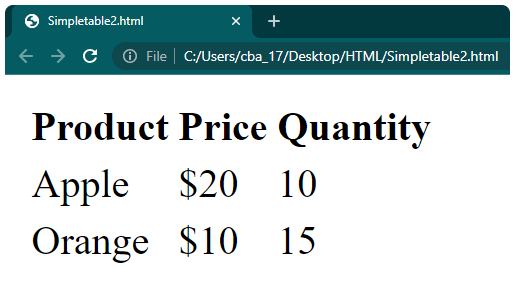 Simpletable2.html
File C:/Users/cba_17/Desktop/HTML/Simpletable2.html
Product Price Quantity
Apple $20 10
Orange $10 15